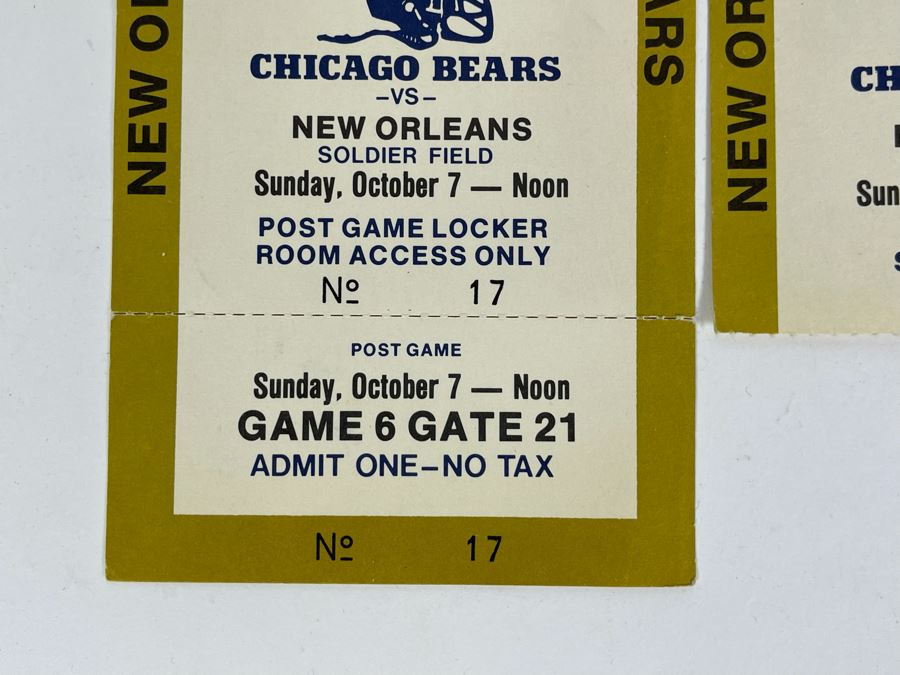 NEW OR
ARS
CHICAGO BEARS
–VS–
NEW ORLEANS
SOLDIER FIELD
Sunday, October 7 — Noon
POST GAME LOCKER
ROOM ACCESS ONLY
Nº 17
POST GAME
Sunday, October 7 — Noon
GAME 6 GATE 21
ADMIT ONE–NO TAX
Nº 17
NEW OR
CH
Sun